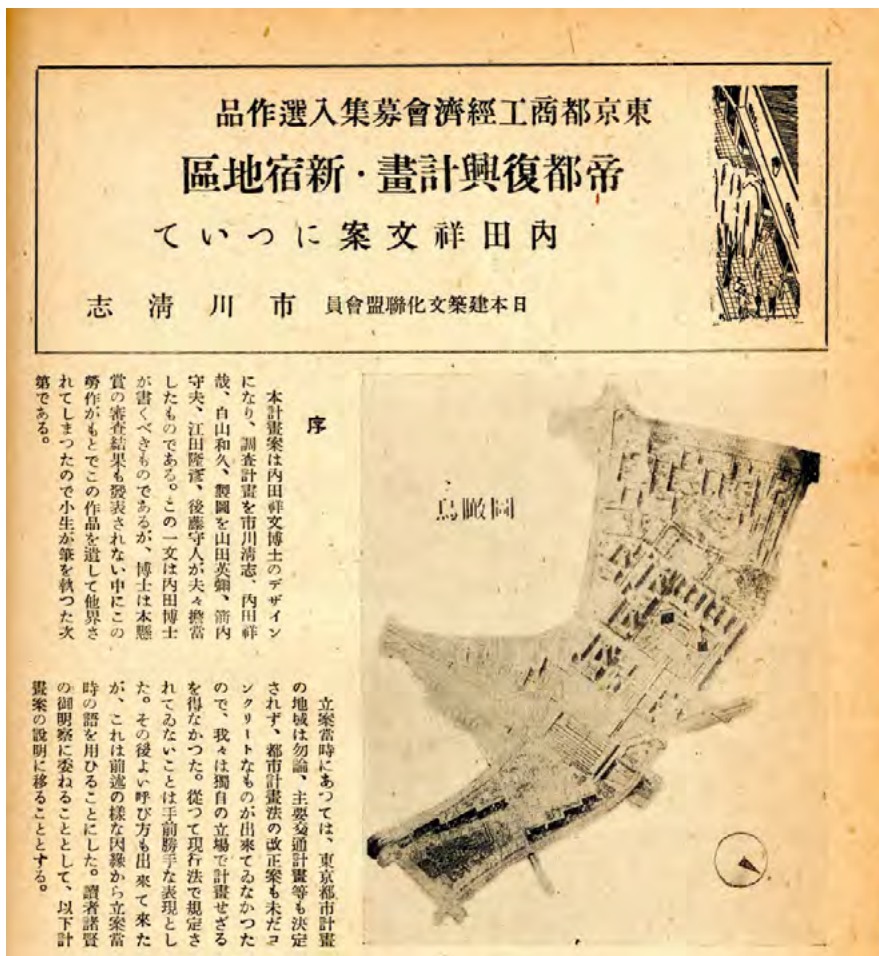 東京都商工經濟會募集入選作品
帝都復興計畫・新宿地區
內田祥文案について
日本建築文化聯盟會員 市川清志
鳥瞰圖
序
本計畫案は內田祥文博士のデザイン
になり、調査計畫を市川清志、內田祥
哉、白山和久、製圖を山田英彌、箭內
守夫、江田隆彥、後藤守人が夫々擔當
したものである。この一文は內田博士
が書くべきものであるが、博士は本懸
賞の審査結果も發表されない中にこの
勞作がもとでこの作品を遺して他界さ
れてしまつたので小生が筆を執つた次
第である。
立案當時にあつては、東京都市計畫
の地域は勿論、主要交通計畫等も決定
されず、都市計畫法の改正案も未だコ
ンクリートなものが出來てゐなかつた
ので、我々は獨自の立場で計畫せざる
を得なかつた。從つて現行法で規定さ
れてゐないことは手前勝手な表現とし
た。その後よい呼び方も出來て來た
が、これは前述の樣な因緣から立案當
時の語を用ひることにした。讀者諸賢
の御明察に委ねることとして、以下計
畫案の說明に移ることとする。